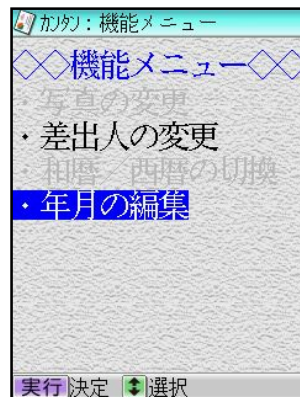 カンタン：機能メニュー
◇◇機能メニュー◇◇
・写真の変更
・差出人の変更
・和暦／西暦の切換
・年月の編集
実行決定 選択